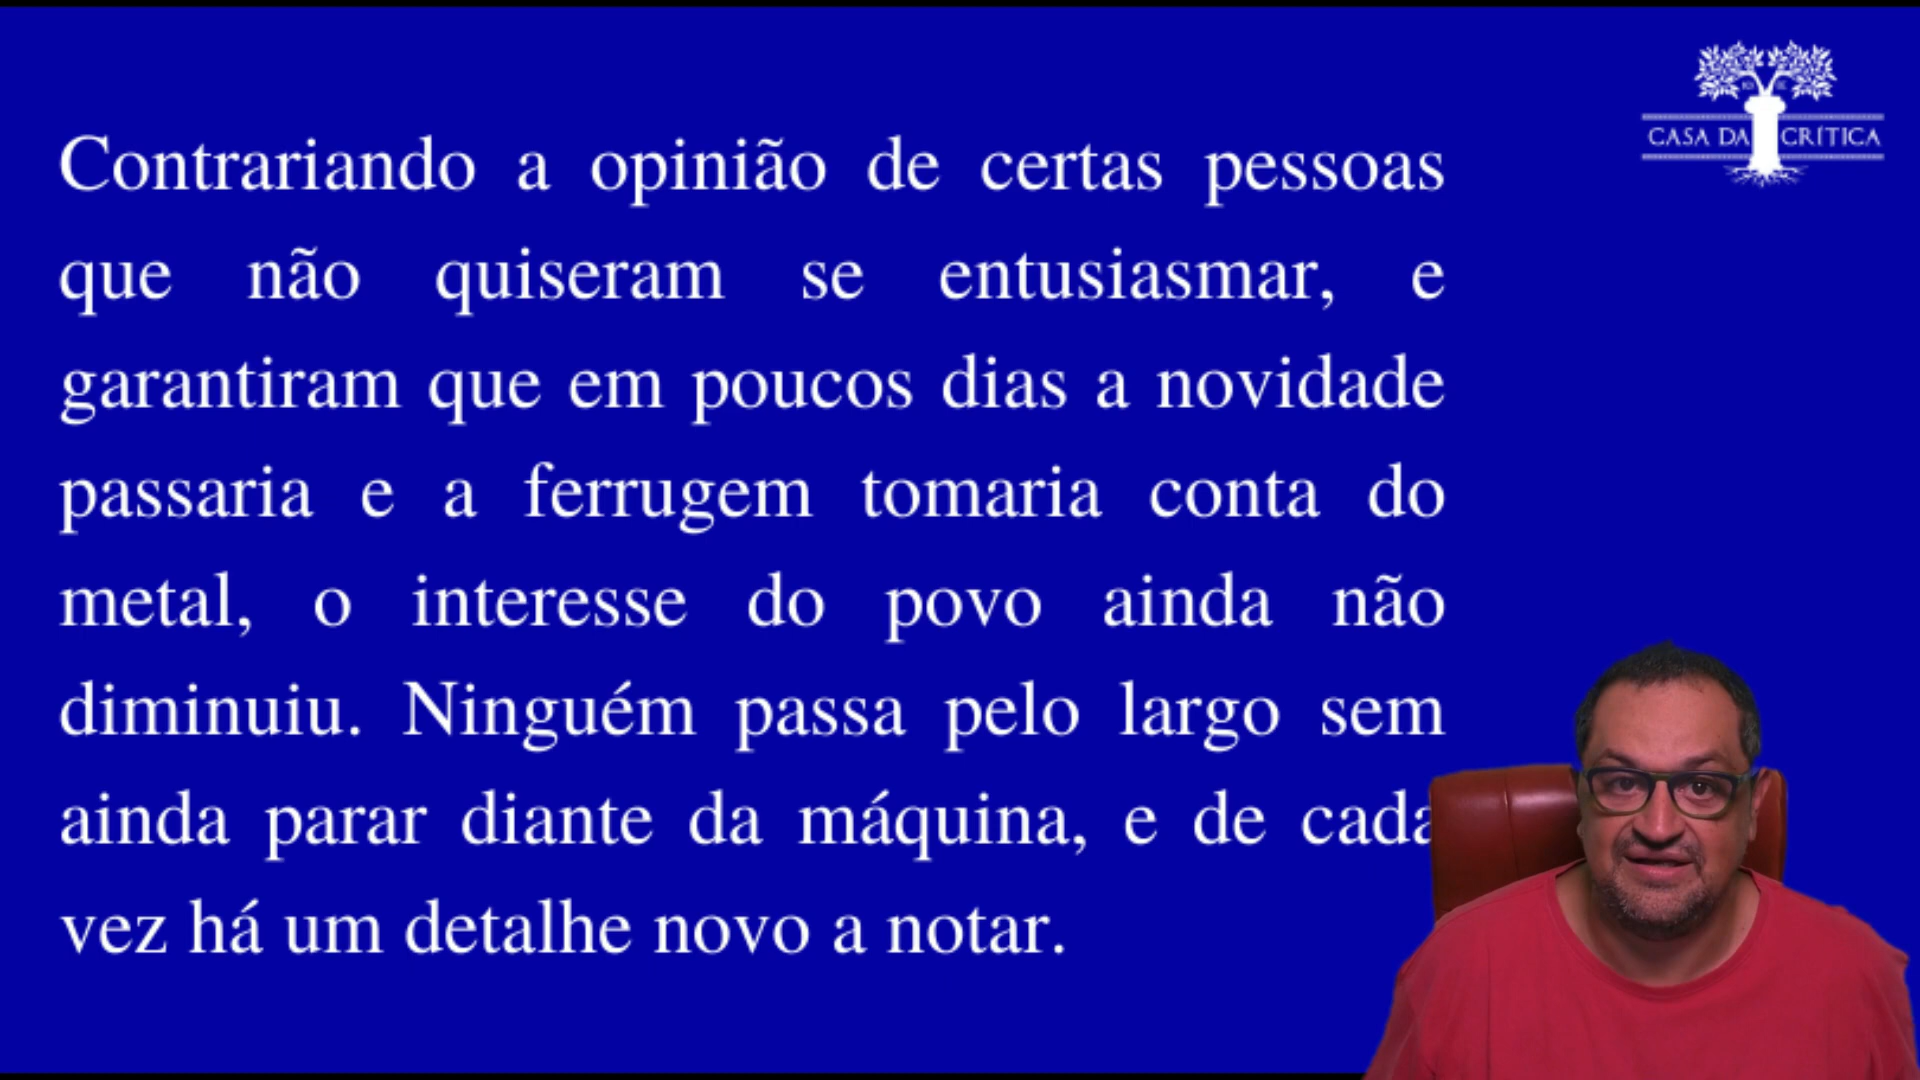 Contrariando a opinião de certas pessoas
que não quiseram se entusiasmar, e
garantiram que em poucos dias a novidade
passaria e a ferrugem tomaria conta do
metal, o interesse do povo ainda não
diminuiu. Ninguém passa pelo largo sem
ainda parar diante da máquina, e de cada
vez há um detalhe novo a notar.
CASA DA CRÍTICA